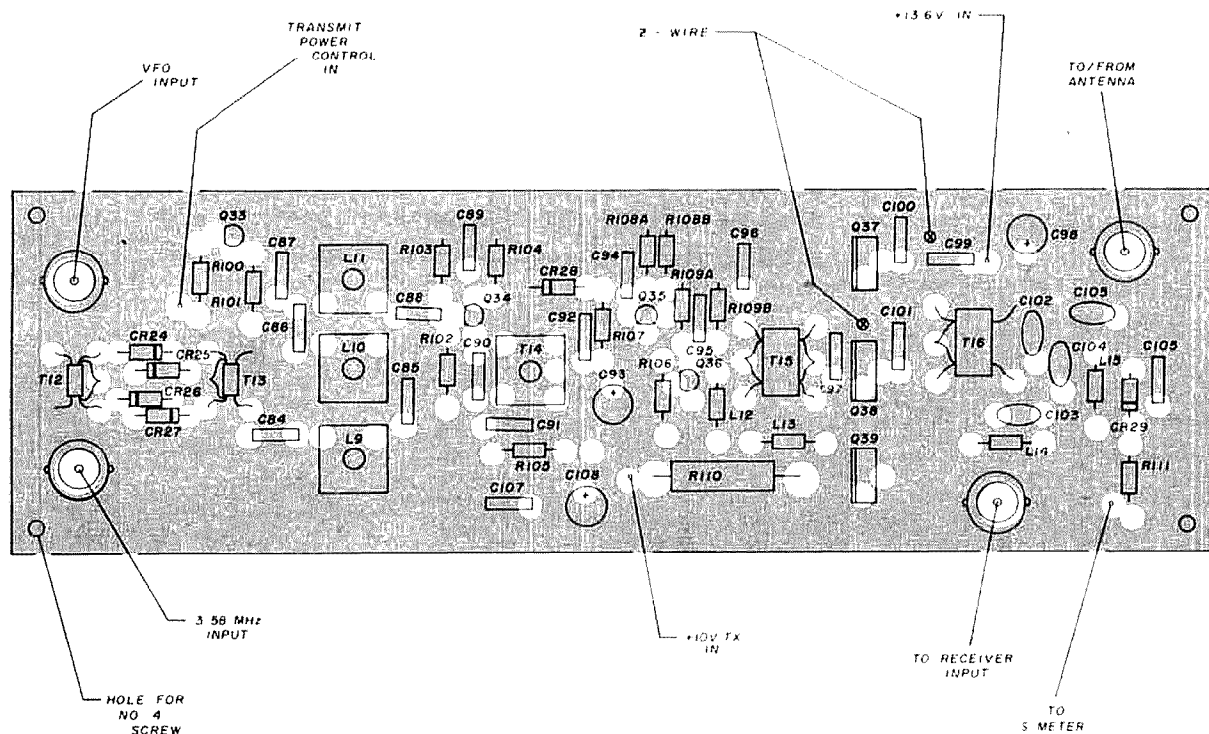 TRANSMIT
POWER
CONTROL
IN
VFO
INPUT
Z - WIRE
+13 6V IN
TO/FROM
ANTENNA
Q33
C87
L11
R103
C89
R104
CR28
C94
R108A
R108B
C96
Q37
C100
C99
C98
R100
R101
C86
C88
Q34
C92
R107
Q35
R109A
R109B
C101
C102
C105
CR24
CR25
T12
CR26
CR27
T13
L10
R102
C90
T14
R106
C95
Q36
T15
C97
Q38
T16
C104
L15
C105
C84
C85
L9
C91
R105
C93
L12
L13
C103
L14
CR29
C107
C108
R110
Q39
R111
3 58 MHz
INPUT
+10V TX
IN
TO RECEIVER
INPUT
HOLE FOR
NO 4
SCREW
TO
S METER